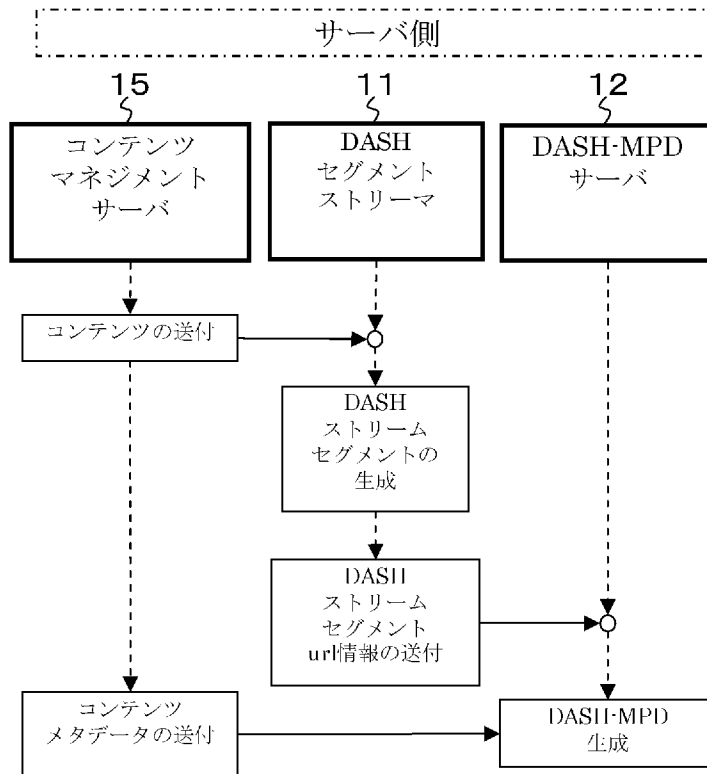 サーバ側
15
11
12
コンテンツ
マネジメント
サーバ
DASH
セグメント
ストリーマ
DASH-MPD
サーバ
コンテンツの送付
DASH
ストリーム
セグメントの
生成
DASH
ストリーム
セグメント
url情報の送付
コンテンツ
メタデータの送付
DASH-MPD
生成